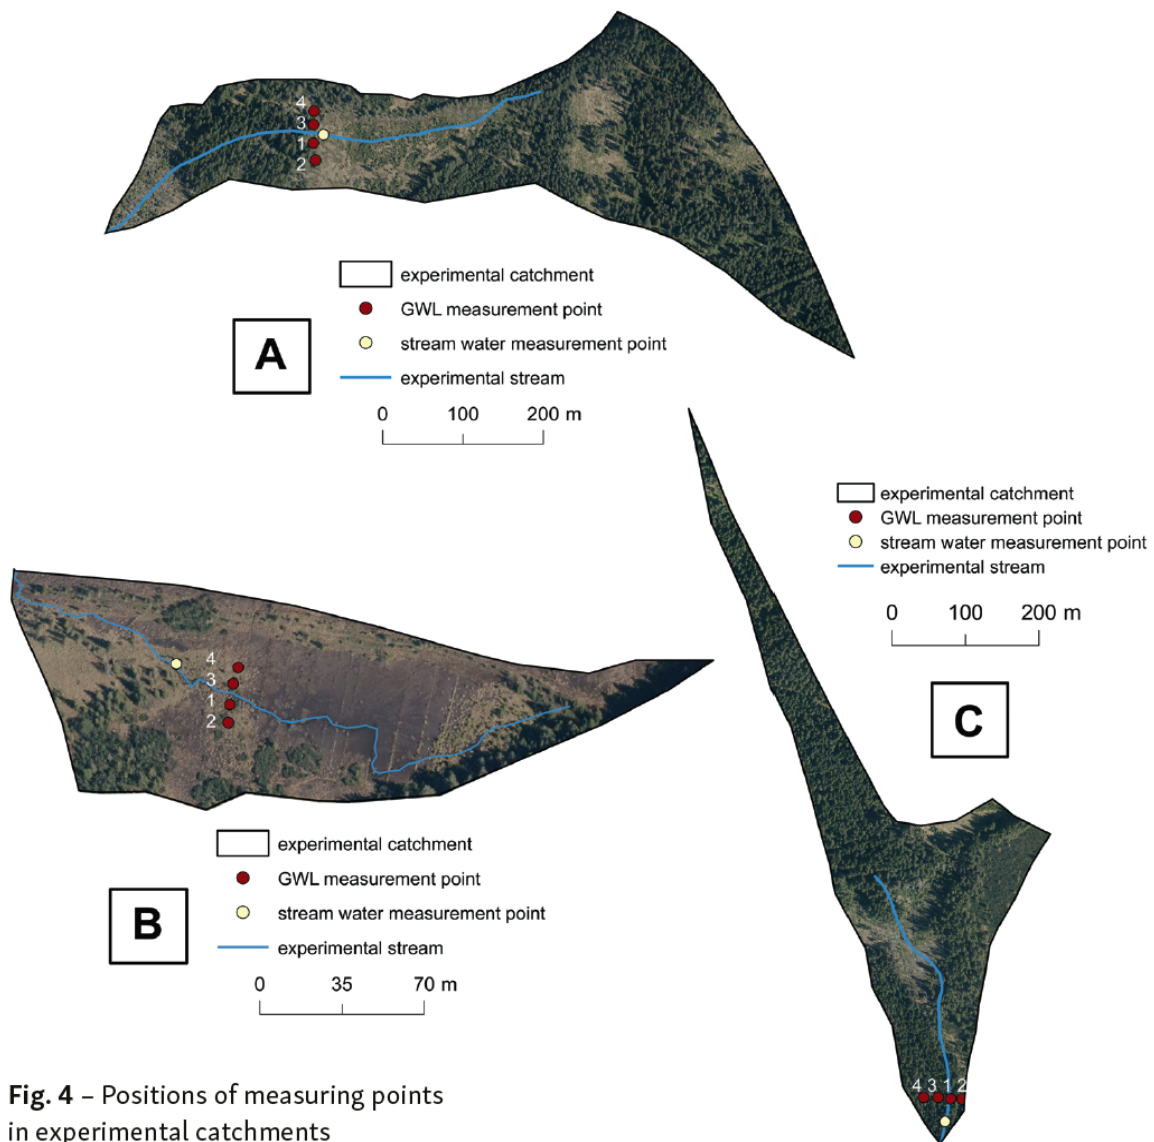 4
3
1
2
experimental catchment
GWL measurement point
stream water measurement point
experimental stream
A
0 100 200 m
experimental catchment
GWL measurement point
stream water measurement point
experimental stream
0 100 200 m
C
4
3
1
2
experimental catchment
GWL measurement point
stream water measurement point
experimental stream
B
0 35 70 m
4 3 1 2
Fig. 4 – Positions of measuring points
in experimental catchments